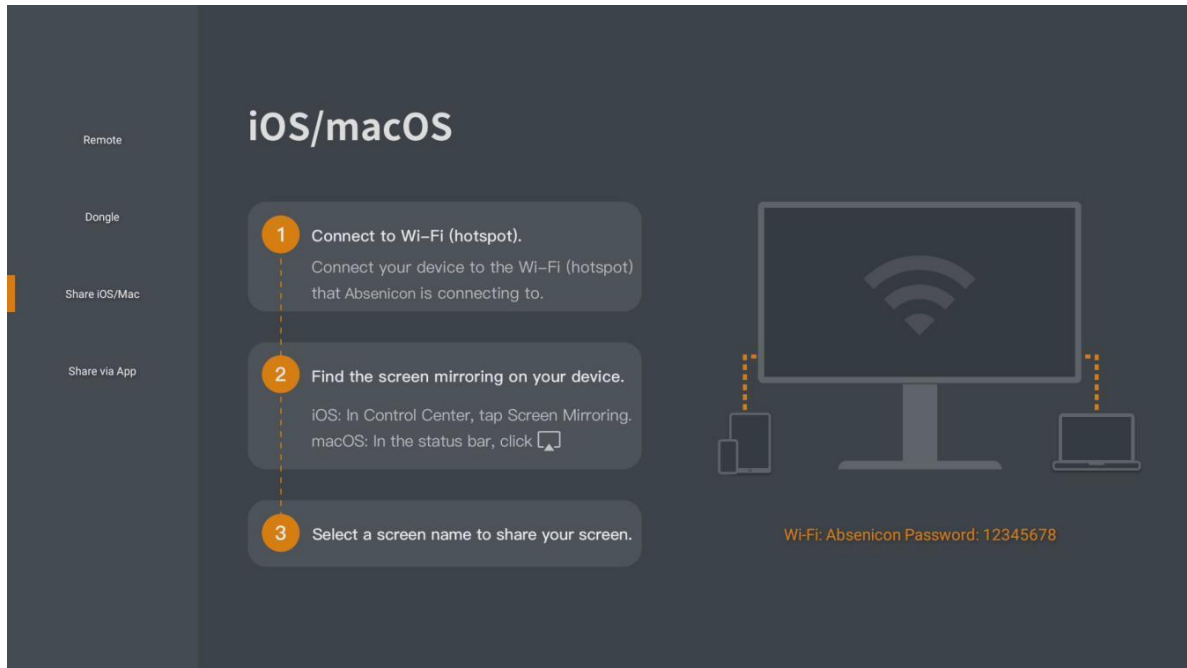 Remote
Dongle
Share iOS/Mac
Share via App
iOS/macOS
1
Connect to Wi-Fi (hotspot).
Connect your device to the Wi-Fi (hotspot)
that Absenicon is connecting to.
2
Find the screen mirroring on your device.
iOS: In Control Center, tap Screen Mirroring.
macOS: In the status bar, click
3
Select a screen name to share your screen.
Wi-Fi: Absenicon Password: 12345678